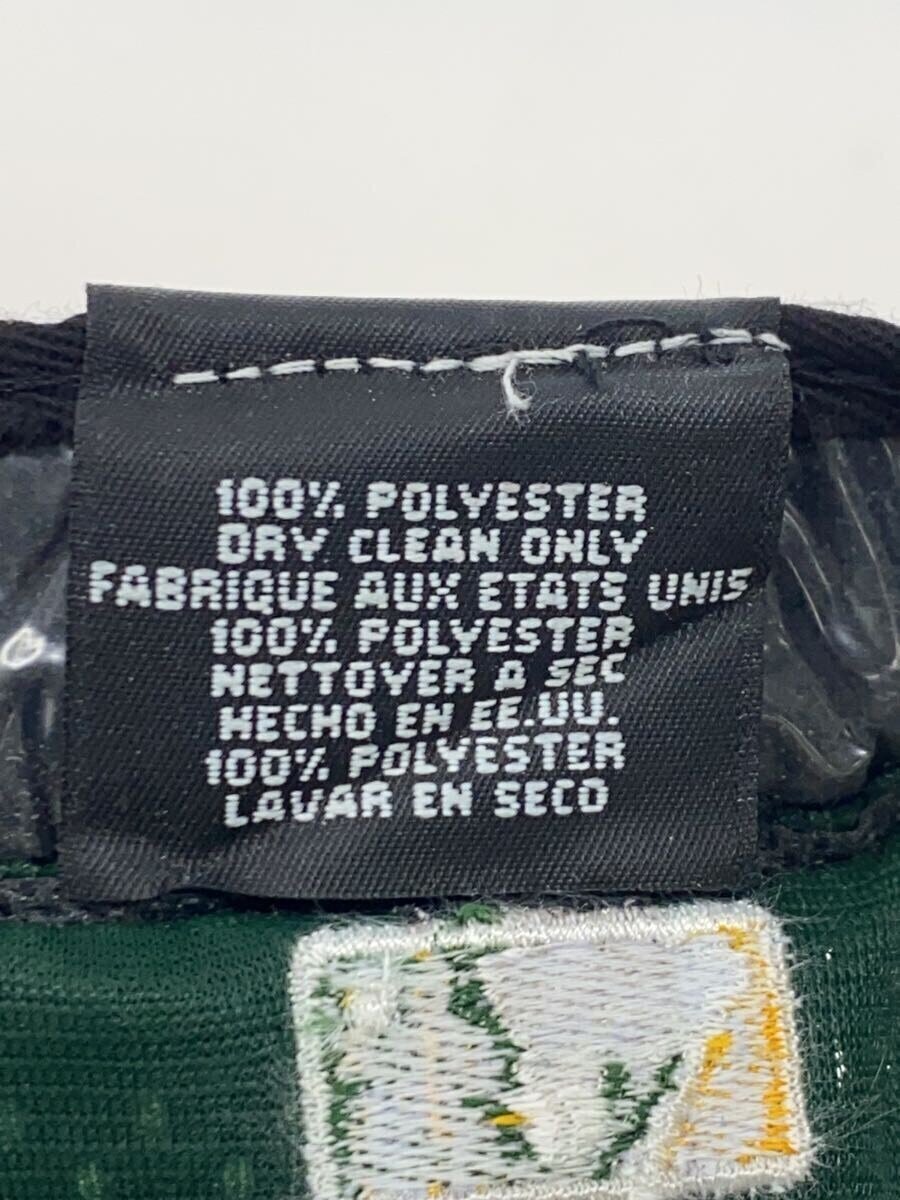 100% POLYESTER
DRY CLEAN ONLY
FABRIQUE AUX ETATS UNIS
100% POLYESTER
NETTOYER A SEC
HECHO EN EE.UU.
100% POLYESTER
LAVAR EN SECO